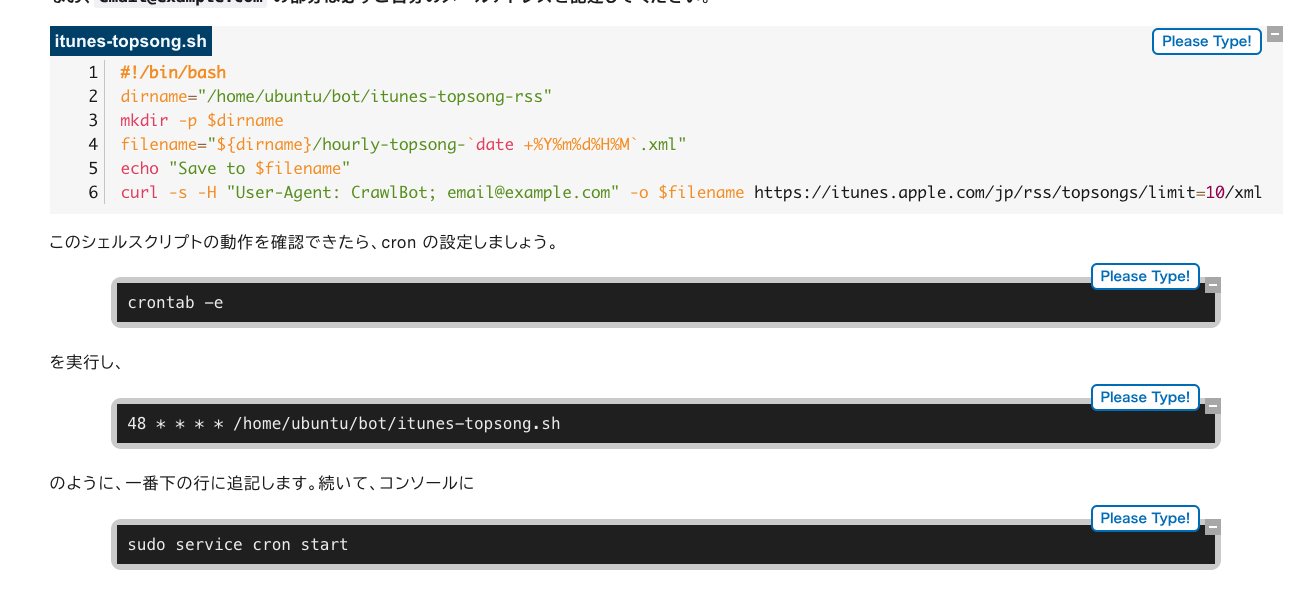 email@example.com
itunes-topsong.sh
Please Type!
1 #!/bin/bash
2 dirname="/home/ubuntu/bot/itunes-topsong-rss"
3 mkdir -p $dirname
4 filename="${dirname}/hourly-topsong-`date +%Y%m%d%H%M`.xml"
5 echo "Save to $filename"
6 curl -s -H "User-Agent: CrawlBot; email@example.com" -o $filename https://itunes.apple.com/jp/rss/topsongs/limit=10/xml
このシェルスクリプトの動作を確認できたら、cron の設定しましょう。
Please Type!
crontab -e
を実行し、
Please Type!
48 * * * * /home/ubuntu/bot/itunes-topsong.sh
のように、一番下の行に追記します。続いて、コンソールに
Please Type!
sudo service cron start